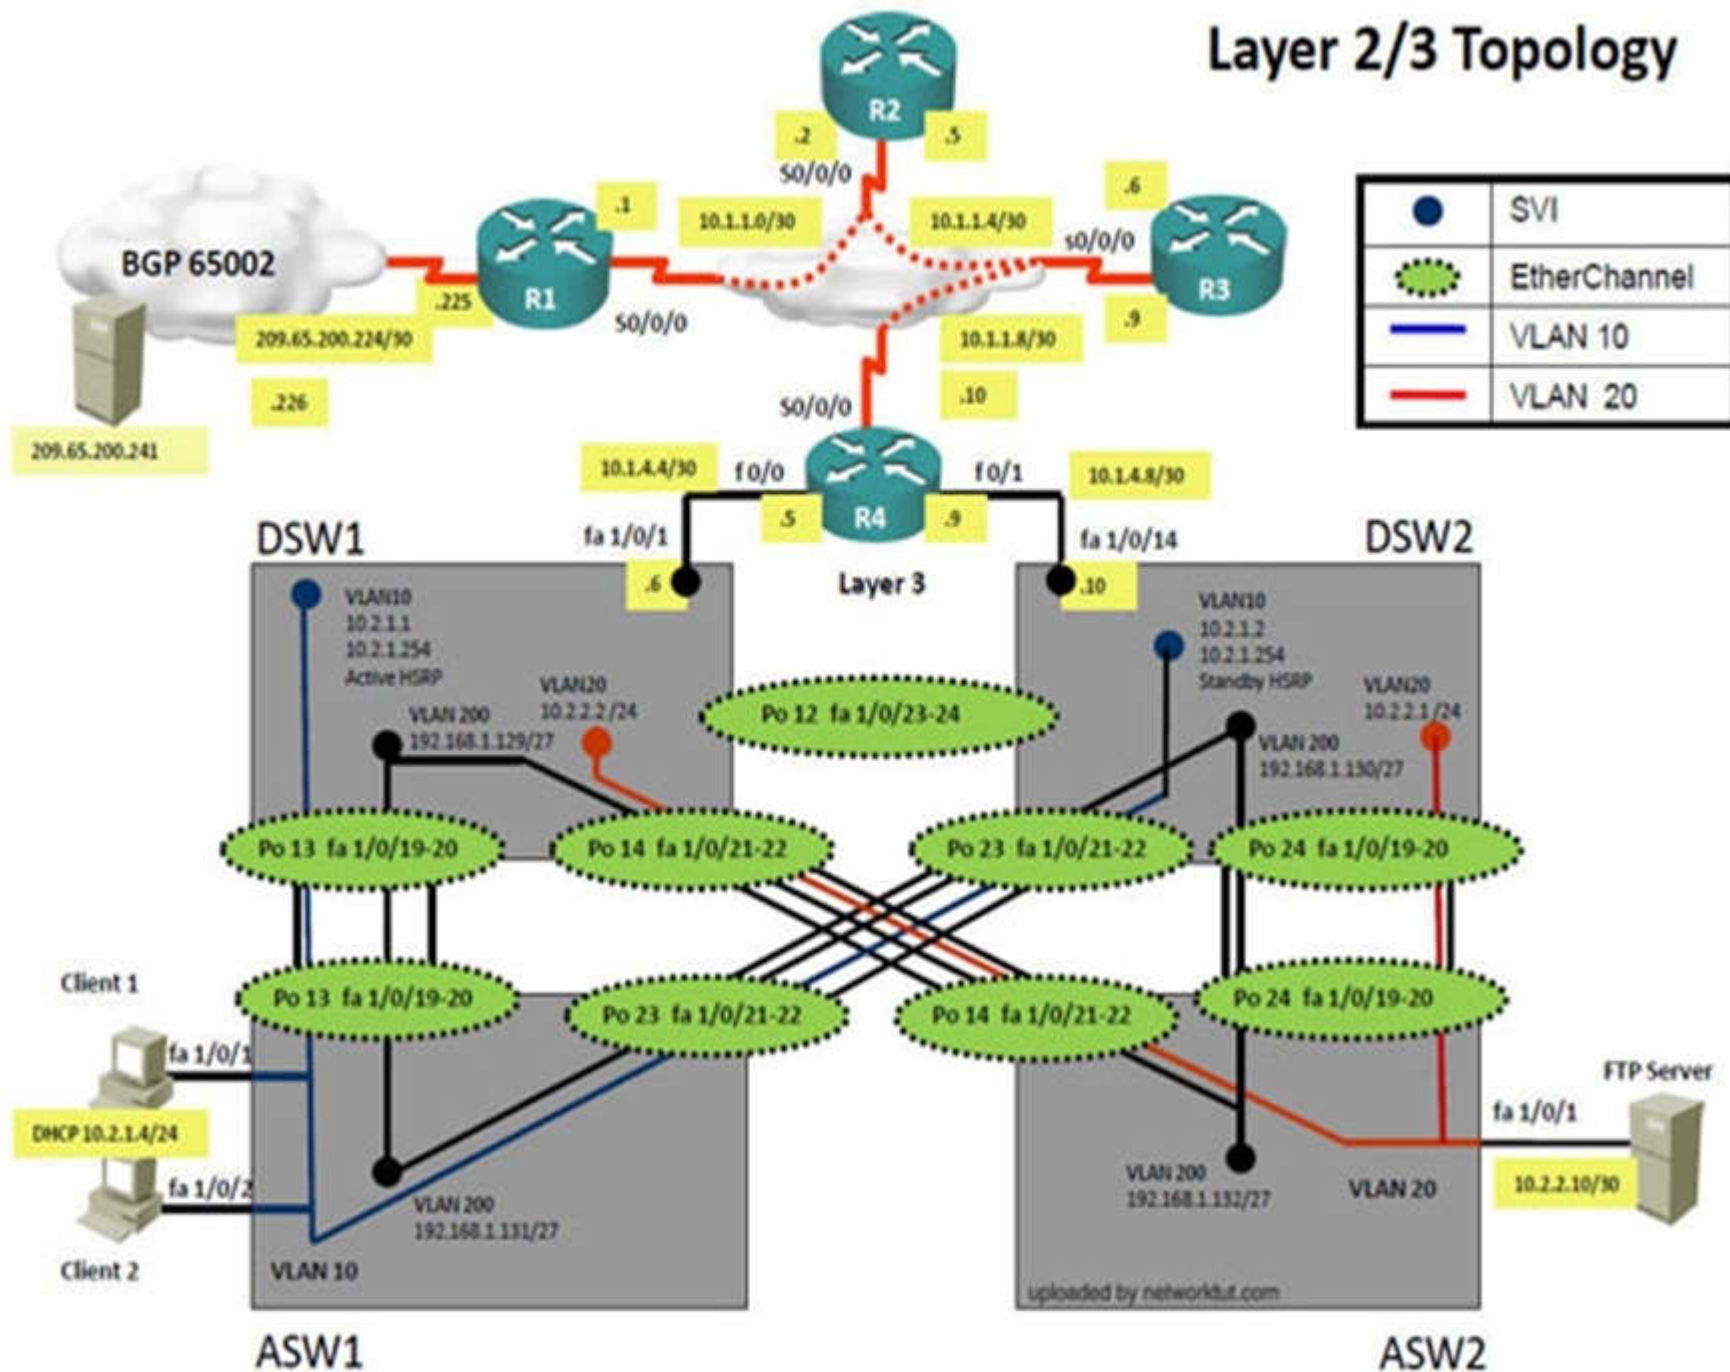 Layer 2/3 Topology
R2
.2
.5
S0/0/0
.6
.1
10.1.1.0/30
10.1.1.4/30
s0/0/0
BGP 65002
R1
R3
.225
S0/0/0
.9
209.65.200.224/30
10.1.1.8/30
.226
.10
S0/0/0
209.65.200.241
SVI
EtherChannel
VLAN 10
VLAN 20
10.1.4.4/30
f 0/0
f 0/1
10.1.4.8/30
.5
R4
.9
DSW1
fa 1/0/1
fa 1/0/14
DSW2
.6
Layer 3
.10
VLAN10
10.2.1.1
10.2.1.254
Active HSRP
VLAN20
10.2.2.2 /24
VLAN 200
192.168.1.129/27
Po 12 fa 1/0/23-24
VLAN10
10.2.1.2
10.2.1.254
Standby HSRP
VLAN20
10.2.2.1 /24
VLAN 200
192.168.1.130/27
Po 13 fa 1/0/19-20
Po 14 fa 1/0/21-22
Po 23 fa 1/0/21-22
Po 24 fa 1/0/19-20
Po 13 fa 1/0/19-20
Po 23 fa 1/0/21-22
Po 14 fa 1/0/21-22
Po 24 fa 1/0/19-20
Client 1
fa 1/0/1
DHCP 10.2.1.4/24
fa 1/0/2
Client 2
VLAN 200
192.168.1.131/27
VLAN 10
VLAN 200
192.168.1.132/27
VLAN 20
FTP Server
fa 1/0/1
10.2.2.10/30
uploaded by networktut.com
ASW1
ASW2